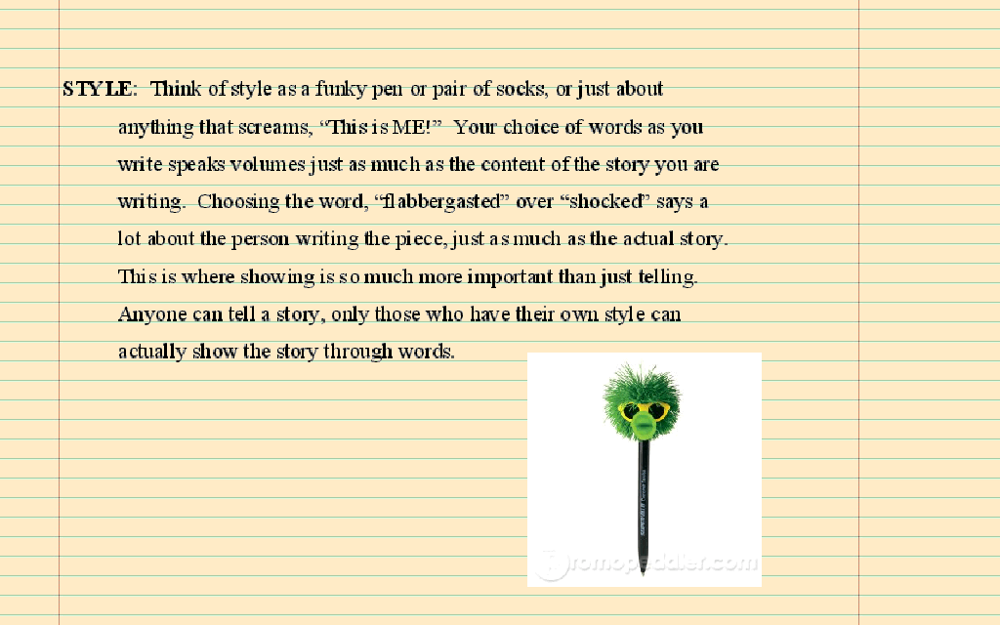 STYLE:  Think of style as a funky pen or pair of socks, or just about
anything that screams, “This is ME!”  Your choice of words as you
write speaks volumes just as much as the content of the story you are
writing.  Choosing the word, “flabbergasted” over “shocked” says a
lot about the person writing the piece, just as much as the actual story.
This is where showing is so much more important than just telling.
Anyone can tell a story, only those who have their own style can
actually show the story through words.
romopeddler.com